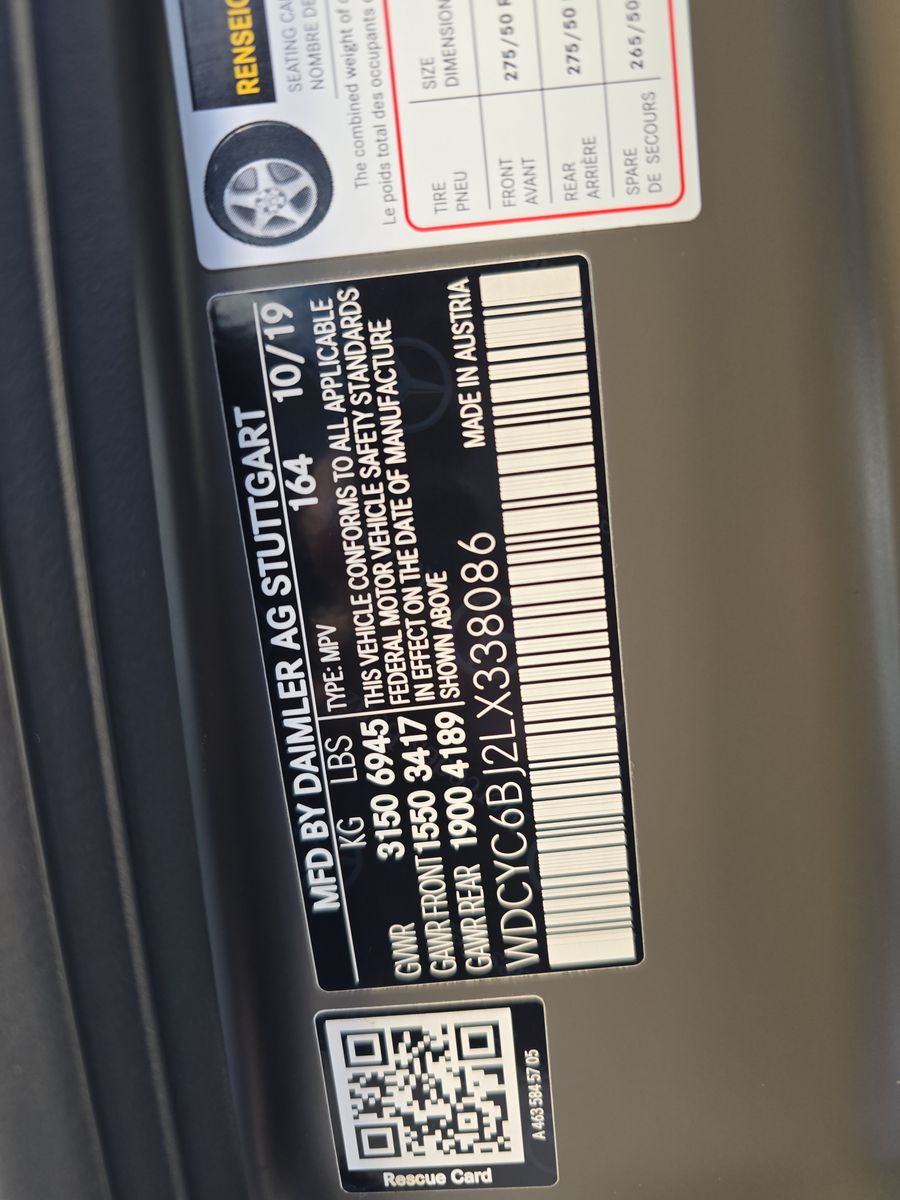 Rescue Card
A 463 584 57 05
MFD BY DAIMLER AG STUTTGART
KG LBS 164 10/19
GWR 3150 6945
GAWR FRONT 1550 3417
GAWR REAR 1900 4189
TYPE: MPV
THIS VEHICLE CONFORMS TO ALL APPLICABLE
FEDERAL MOTOR VEHICLE SAFETY STANDARDS
IN EFFECT ON THE DATE OF MANUFACTURE
SHOWN ABOVE
MADE IN AUSTRIA
WDCYC6BJ2LX338086
SEATING
NOMBRE DE
The combined weight of
Le poids total des occupants
TIRE SIZE
PNEU DIMENSION
FRONT 275/50
AVANT
REAR 275/50
ARRIÈRE
SPARE 265/50
DE SECOURS